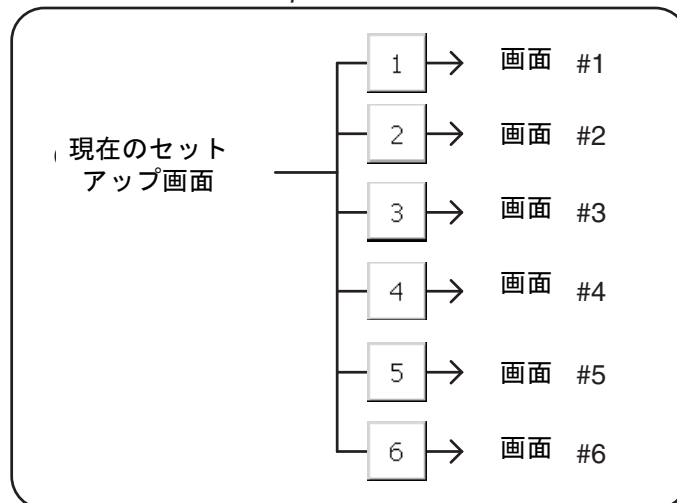 1 画面 #1
2 画面 #2
現在のセット
アップ画面
3 画面 #3
4 画面 #4
5 画面 #5
6 画面 #6